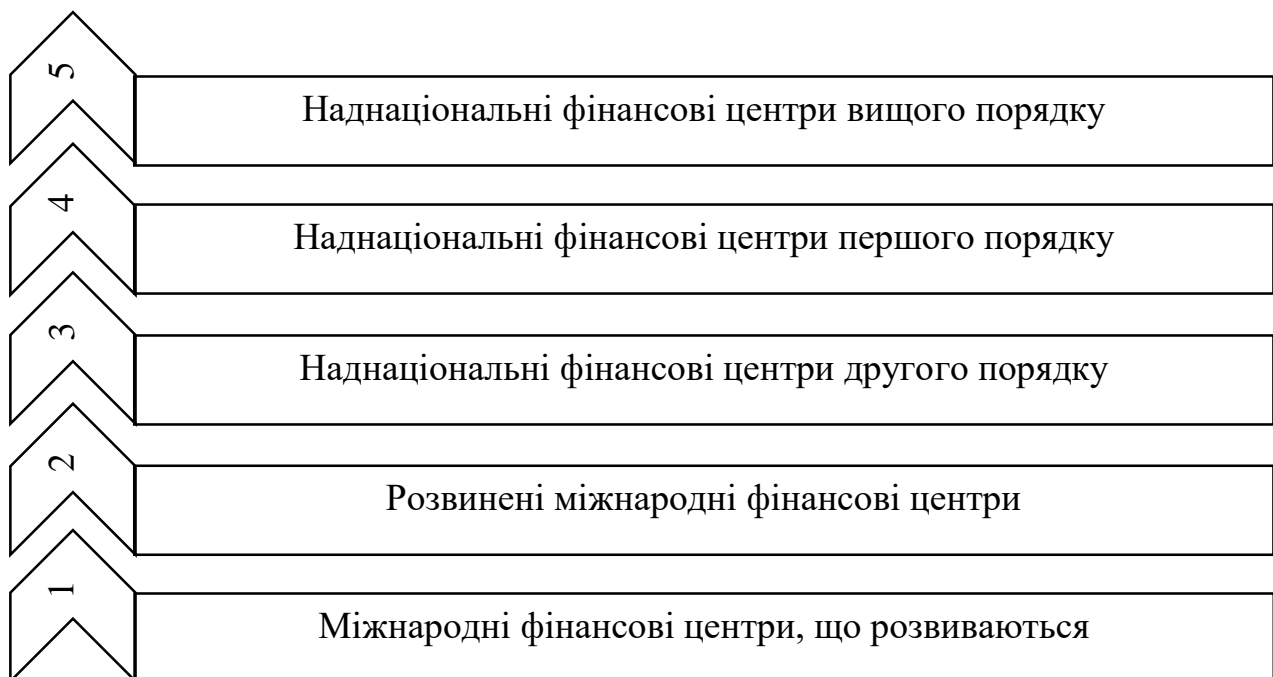 5
Наднаціональні фінансові центри вищого порядку
4
Наднаціональні фінансові центри першого порядку
3
Наднаціональні фінансові центри другого порядку
2
Розвинені міжнародні фінансові центри
1
Міжнародні фінансові центри, що розвиваються